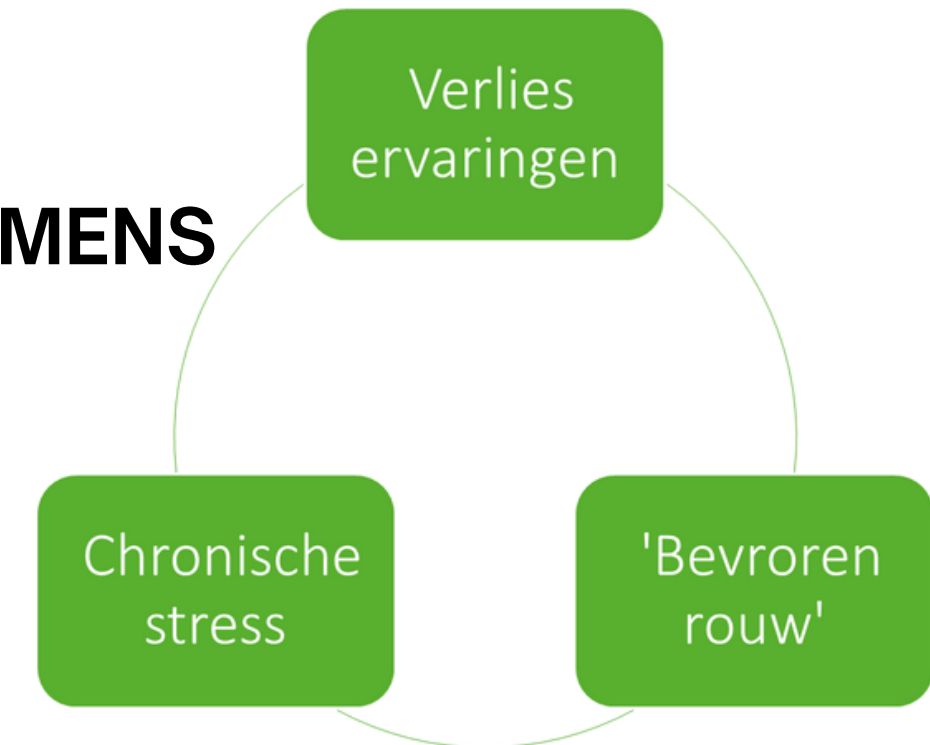 Verlies
ervaringen
MENS
Chronische
stress
'Bevroren
rouw'